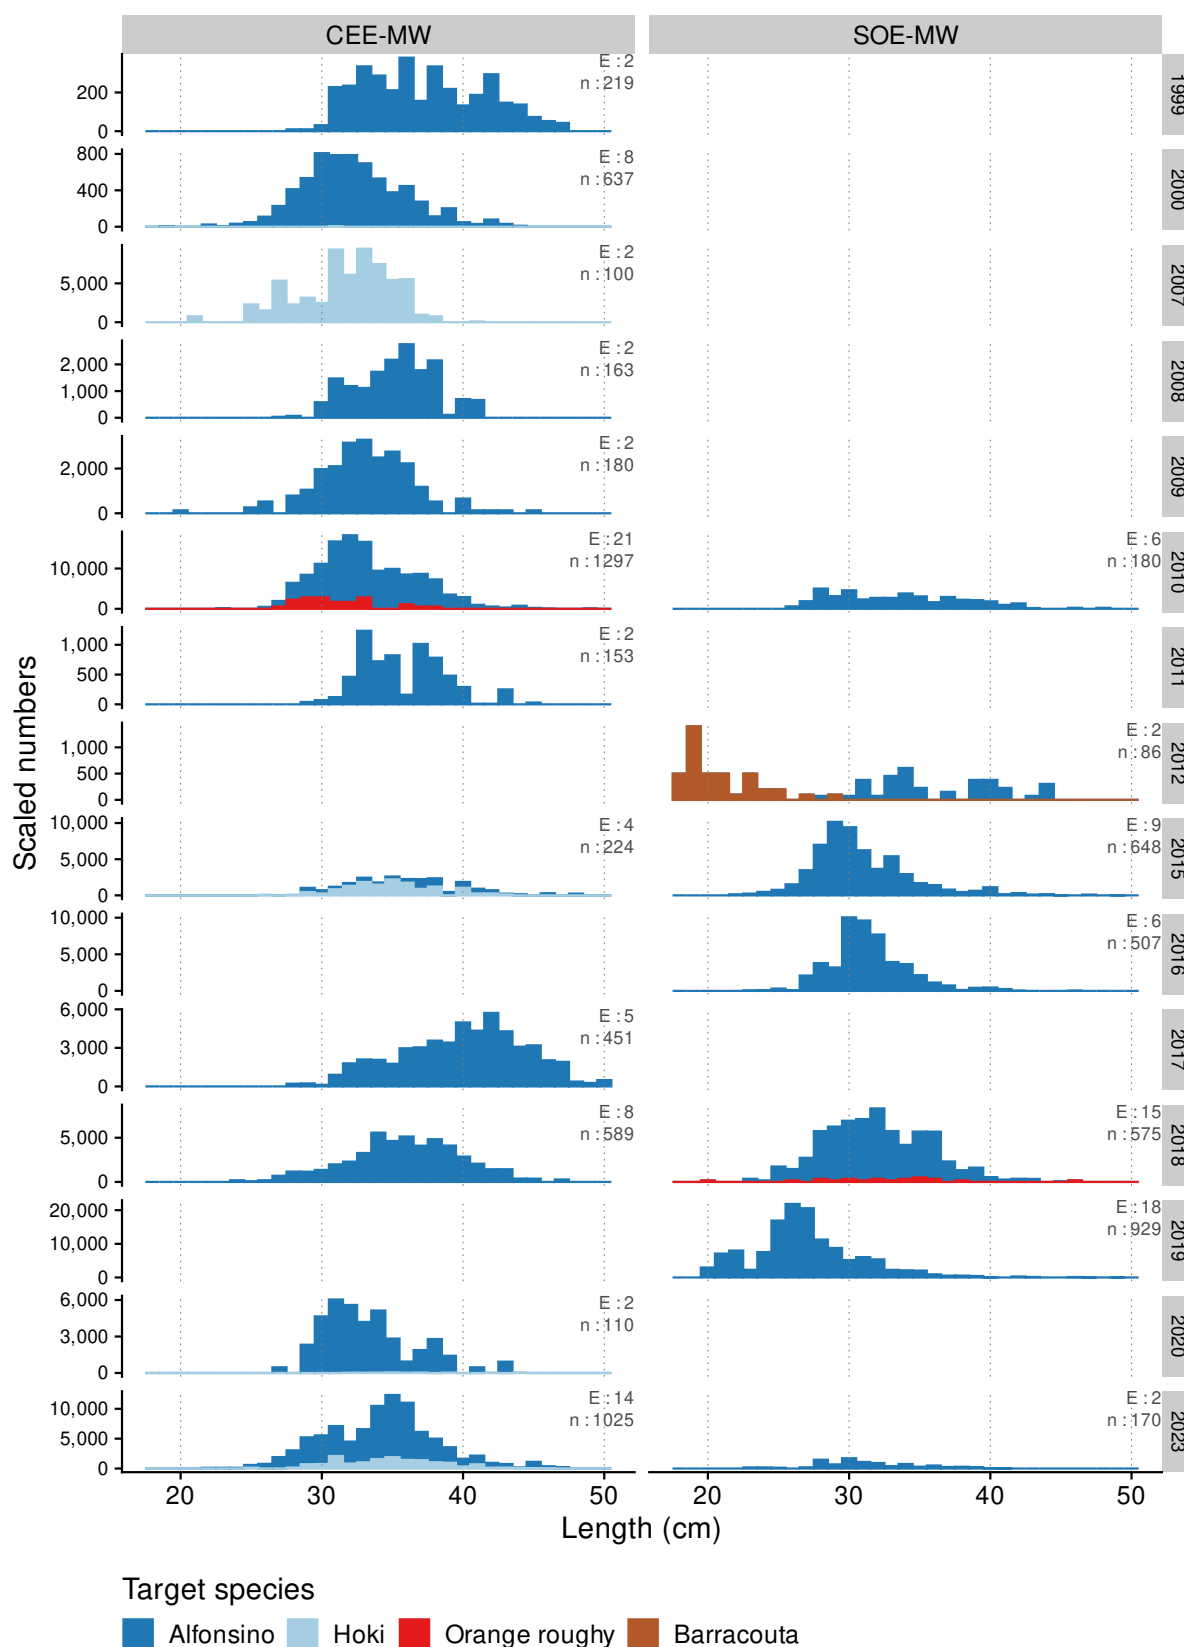 CEE-MW SOE-MW
E : 2
n : 219
200
0
1999
E : 8
n : 637
800
400
0
2000
E : 2
n : 100
5,000
0
2007
E : 2
n : 163
2,000
1,000
0
2008
E : 2
n : 180
2,000
0
2009
E : 21
n : 1297
10,000
0
E : 6
n : 180
2010
E : 2
n : 153
1,000
500
0
2011
1,000
500
0
E : 2
n : 86
2012
10,000
5,000
0
E : 4
n : 224
E : 9
n : 648
2015
10,000
5,000
0
E : 6
n : 507
2016
6,000
3,000
0
E : 5
n : 451
2017
5,000
0
E : 8
n : 589
E : 15
n : 575
2018
20,000
10,000
0
E : 18
n : 929
2019
6,000
3,000
0
E : 2
n : 110
2020
10,000
5,000
0
E : 14
n : 1025
E : 2
n : 170
2023
Scaled numbers
20 30 40 50 20 30 40 50
Length (cm)
Target species
Alfonsino Hoki Orange roughy Barracouta